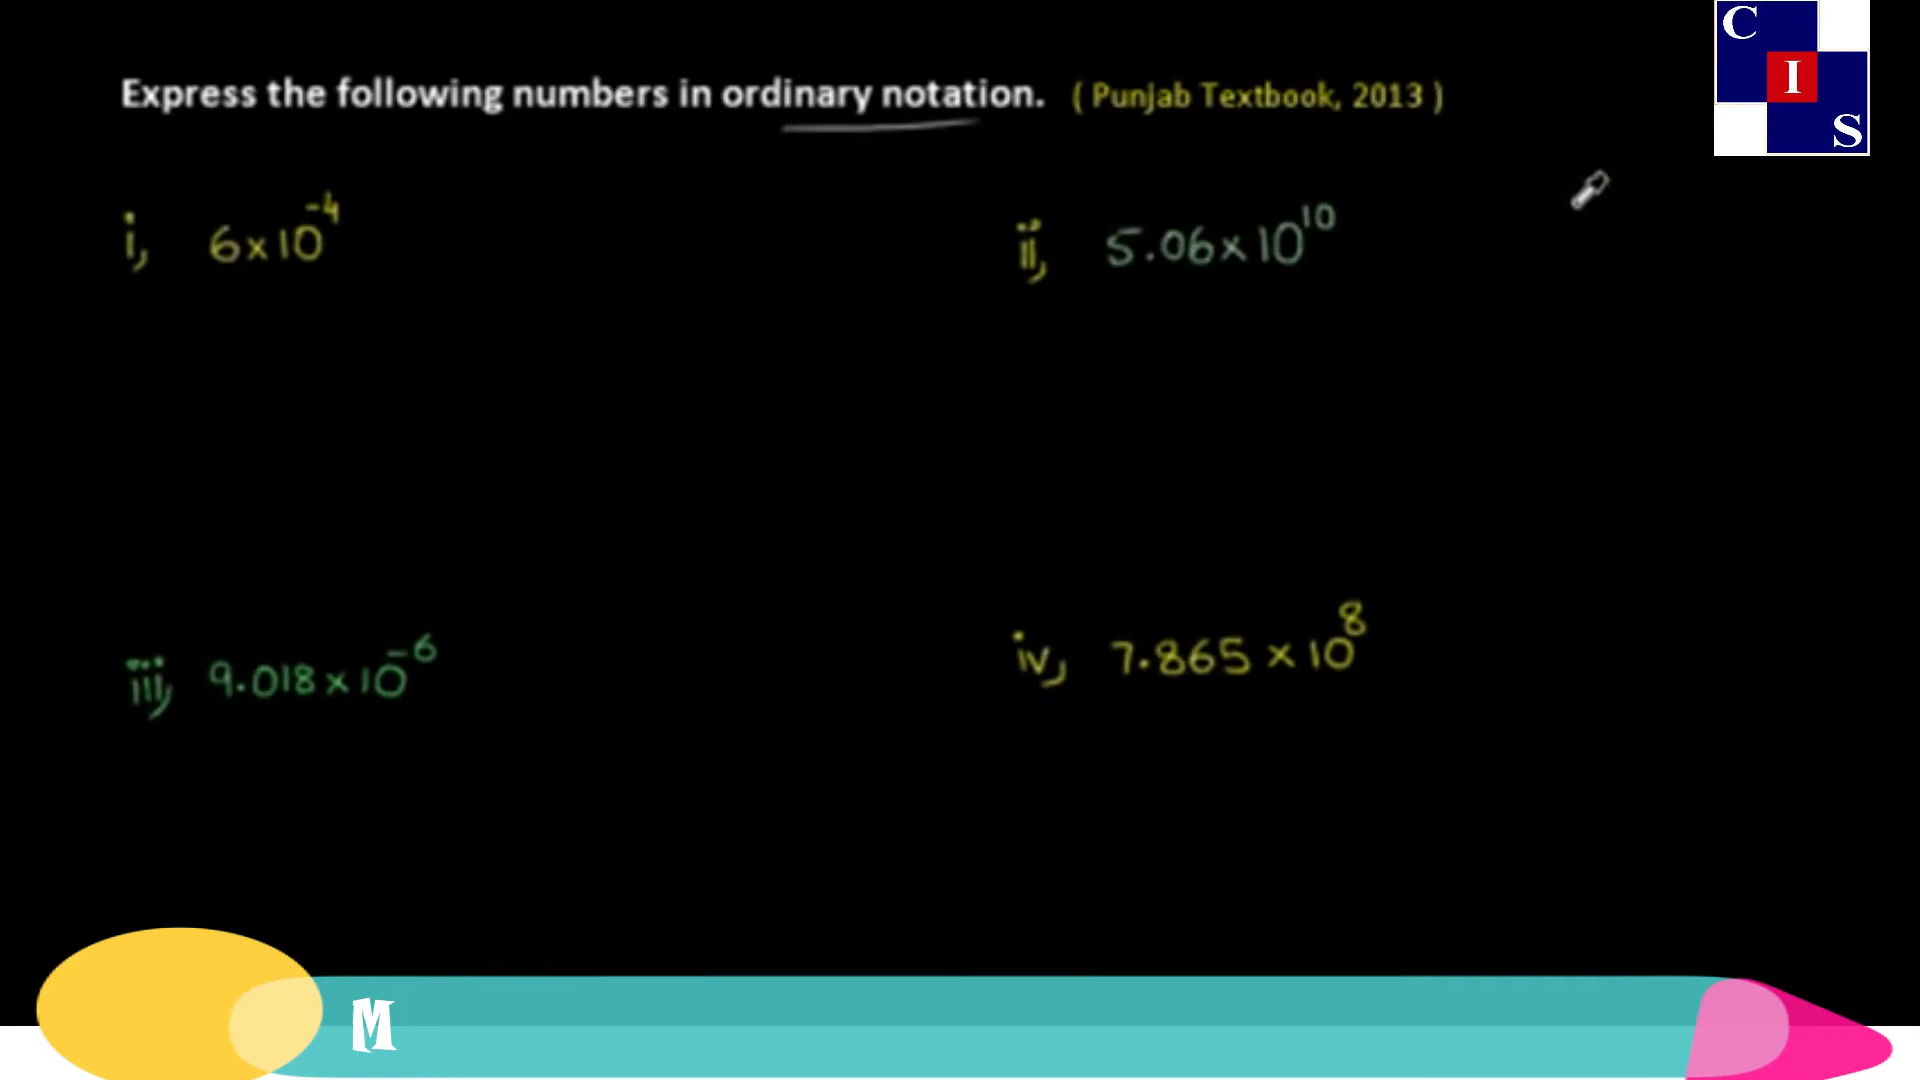 C
I
S
Express the following numbers in ordinary notation. ( Punjab Textbook, 2013 )
i, 6 x 10⁻⁴
ii, 5.06 x 10¹⁰
iii, 9.018 x 10⁻⁶
iv, 7.865 x 10⁸
M